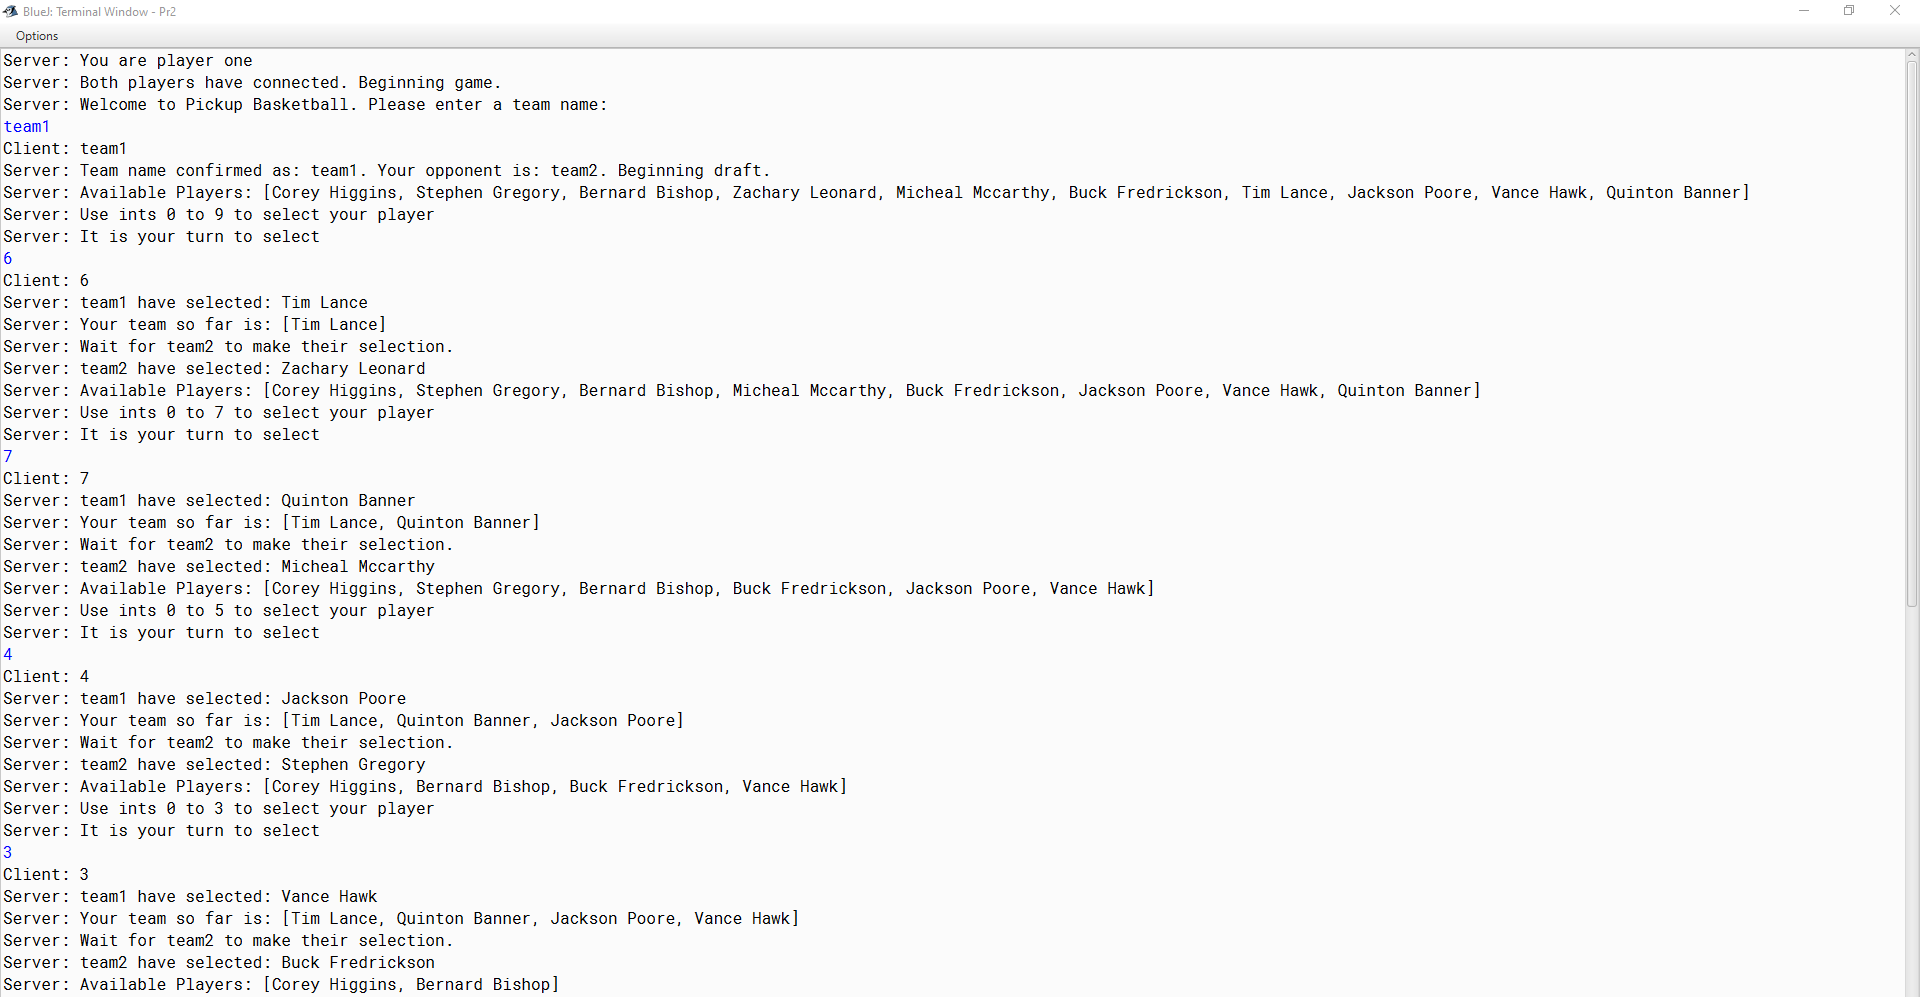 BlueJ: Terminal Window - Pr2
Options
Server: You are player one
Server: Both players have connected. Beginning game.
Server: Welcome to Pickup Basketball. Please enter a team name:
team1
Client: team1
Server: Team name confirmed as: team1. Your opponent is: team2. Beginning draft.
Server: Available Players: [Corey Higgins, Stephen Gregory, Bernard Bishop, Zachary Leonard, Micheal Mccarthy, Buck Fredrickson, Tim Lance, Jackson Poore, Vance Hawk, Quinton Banner]
Server: Use ints 0 to 9 to select your player
Server: It is your turn to select
6
Client: 6
Server: team1 have selected: Tim Lance
Server: Your team so far is: [Tim Lance]
Server: Wait for team2 to make their selection.
Server: team2 have selected: Zachary Leonard
Server: Available Players: [Corey Higgins, Stephen Gregory, Bernard Bishop, Micheal Mccarthy, Buck Fredrickson, Jackson Poore, Vance Hawk, Quinton Banner]
Server: Use ints 0 to 7 to select your player
Server: It is your turn to select
7
Client: 7
Server: team1 have selected: Quinton Banner
Server: Your team so far is: [Tim Lance, Quinton Banner]
Server: Wait for team2 to make their selection.
Server: team2 have selected: Micheal Mccarthy
Server: Available Players: [Corey Higgins, Stephen Gregory, Bernard Bishop, Buck Fredrickson, Jackson Poore, Vance Hawk]
Server: Use ints 0 to 5 to select your player
Server: It is your turn to select
4
Client: 4
Server: team1 have selected: Jackson Poore
Server: Your team so far is: [Tim Lance, Quinton Banner, Jackson Poore]
Server: Wait for team2 to make their selection.
Server: team2 have selected: Stephen Gregory
Server: Available Players: [Corey Higgins, Bernard Bishop, Buck Fredrickson, Vance Hawk]
Server: Use ints 0 to 3 to select your player
Server: It is your turn to select
3
Client: 3
Server: team1 have selected: Vance Hawk
Server: Your team so far is: [Tim Lance, Quinton Banner, Jackson Poore, Vance Hawk]
Server: Wait for team2 to make their selection.
Server: team2 have selected: Buck Fredrickson
Server: Available Players: [Corey Higgins, Bernard Bishop]